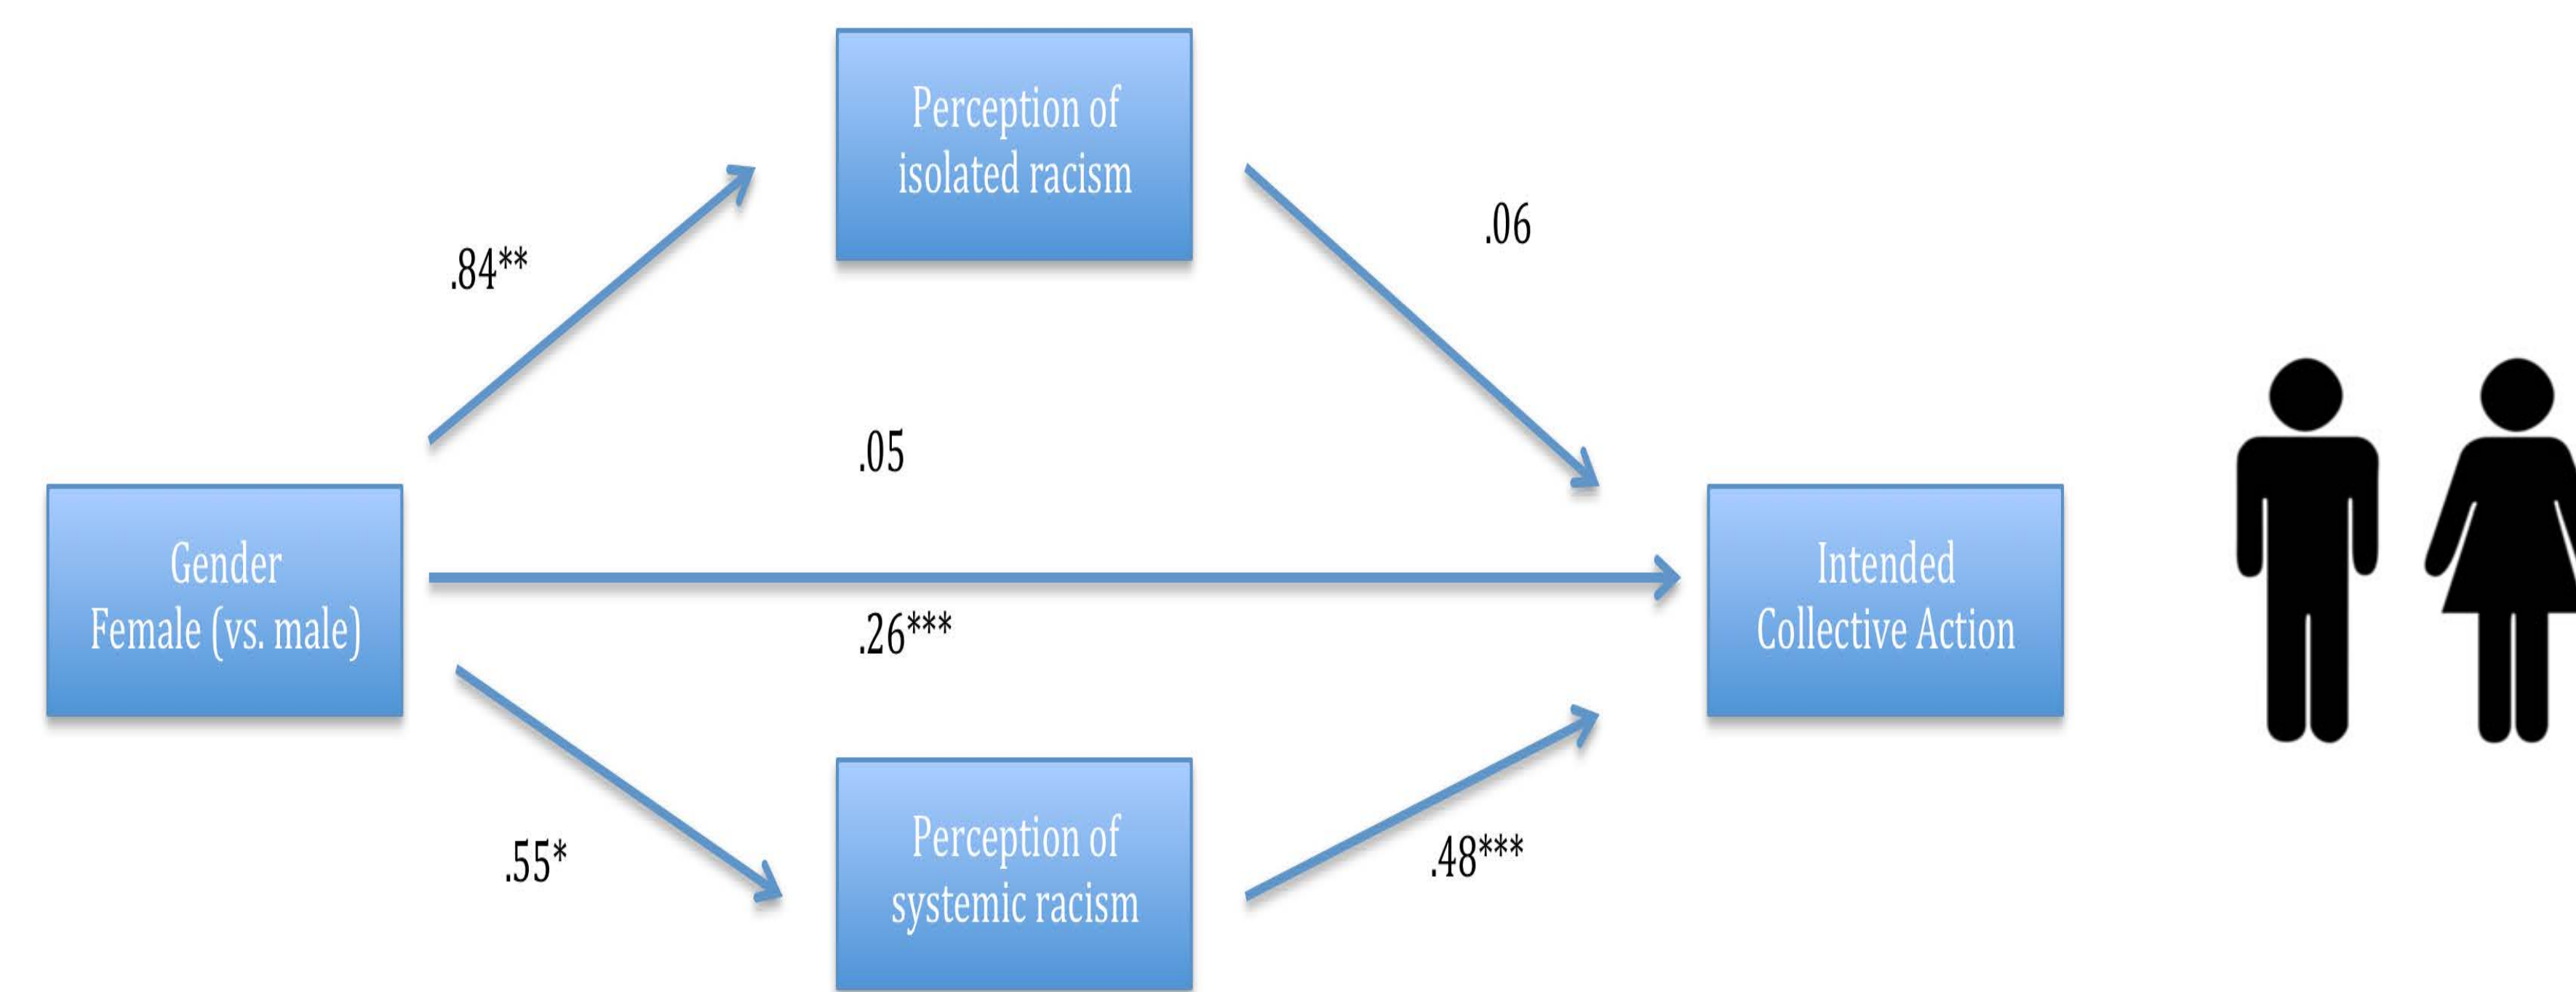 Perception of
isolated racism
.84**
.06
.05
Gender
Female (vs. male)
Intended
Collective Action
.26***
.55*
Perception of
systemic racism
.48***